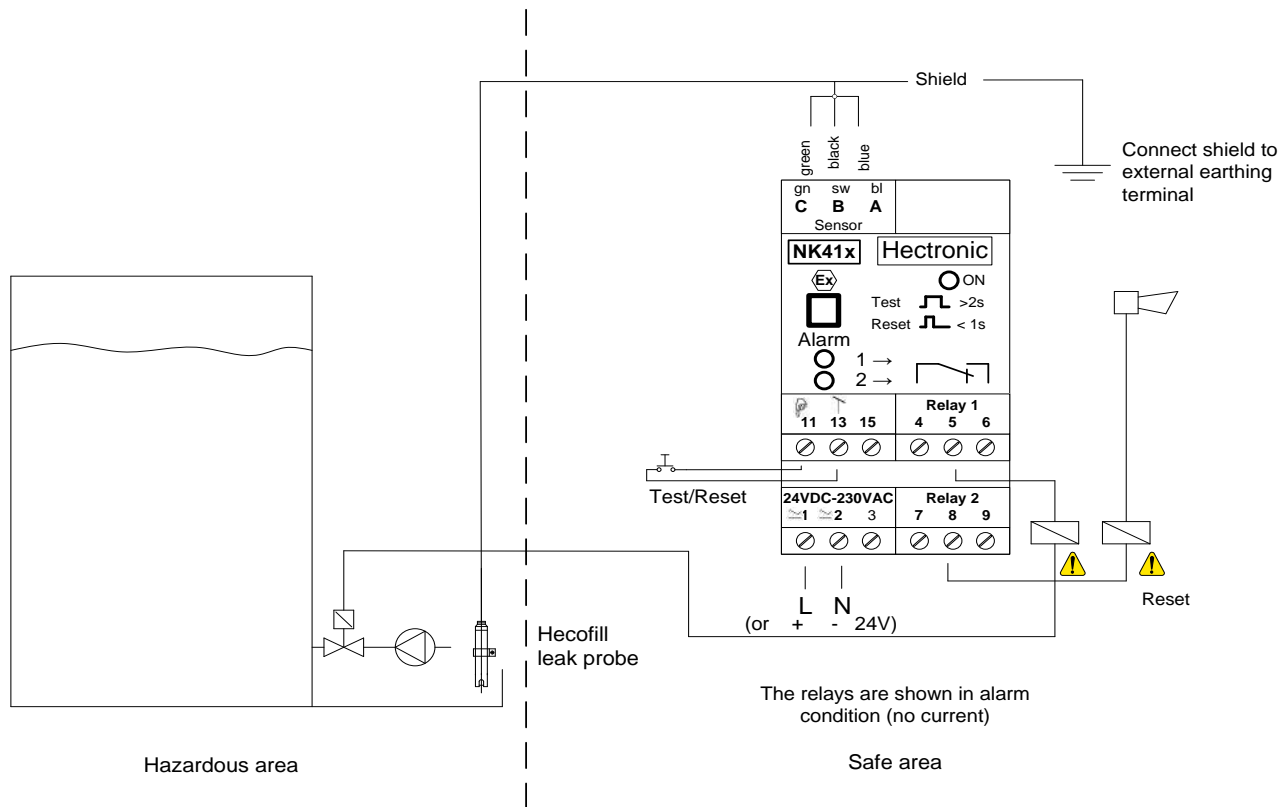 Shield
green
black
blue
Connect shield to
external earthing
terminal
gn sw bl
C B A
Sensor
NK41x Hectronic
Ex ON
Test >2s
Reset < 1s
Alarm
1 →
2 →
Relay 1
11 13 15 4 5 6
Test/Reset
24VDC-230VAC Relay 2
1 2 3 7 8 9
Reset
L N
(or + - 24V)
Hecofill
leak probe
The relays are shown in alarm
condition (no current)
Hazardous area
Safe area